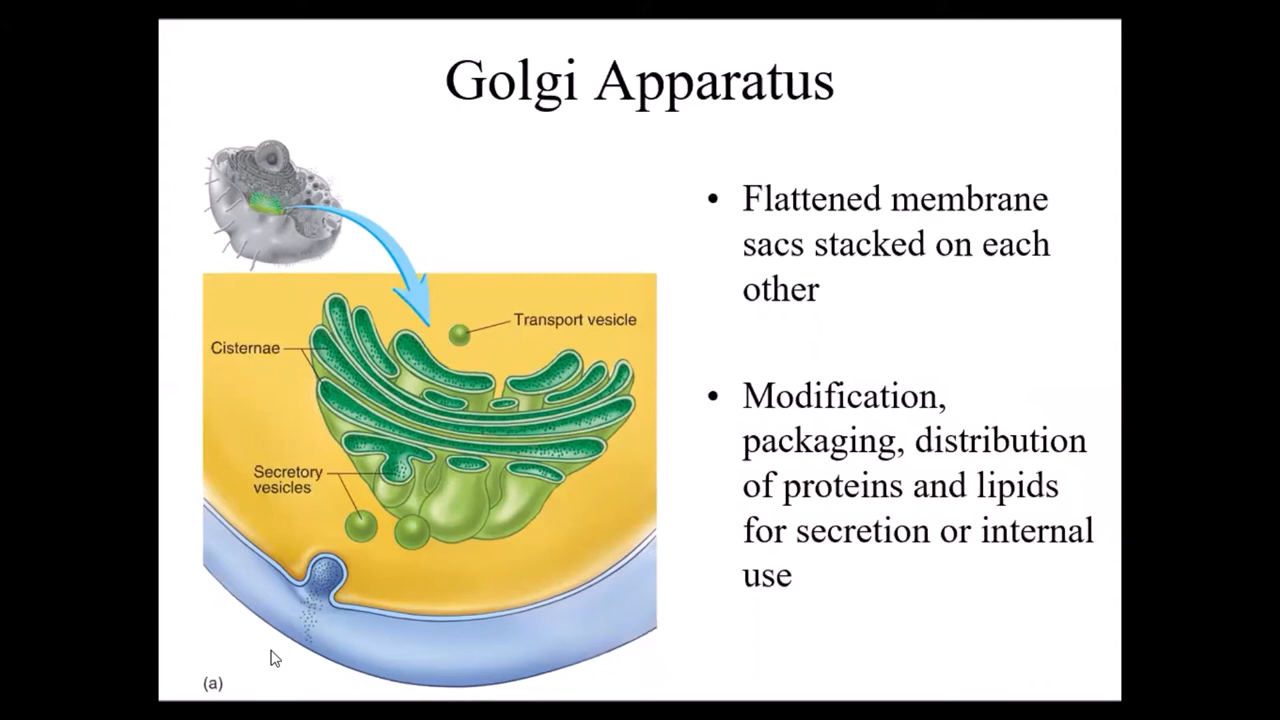 Golgi Apparatus
Transport vesicle
Cisternae
Secretory
vesicles
(a)
• Flattened membrane
sacs stacked on each
other
• Modification,
packaging, distribution
of proteins and lipids
for secretion or internal
use